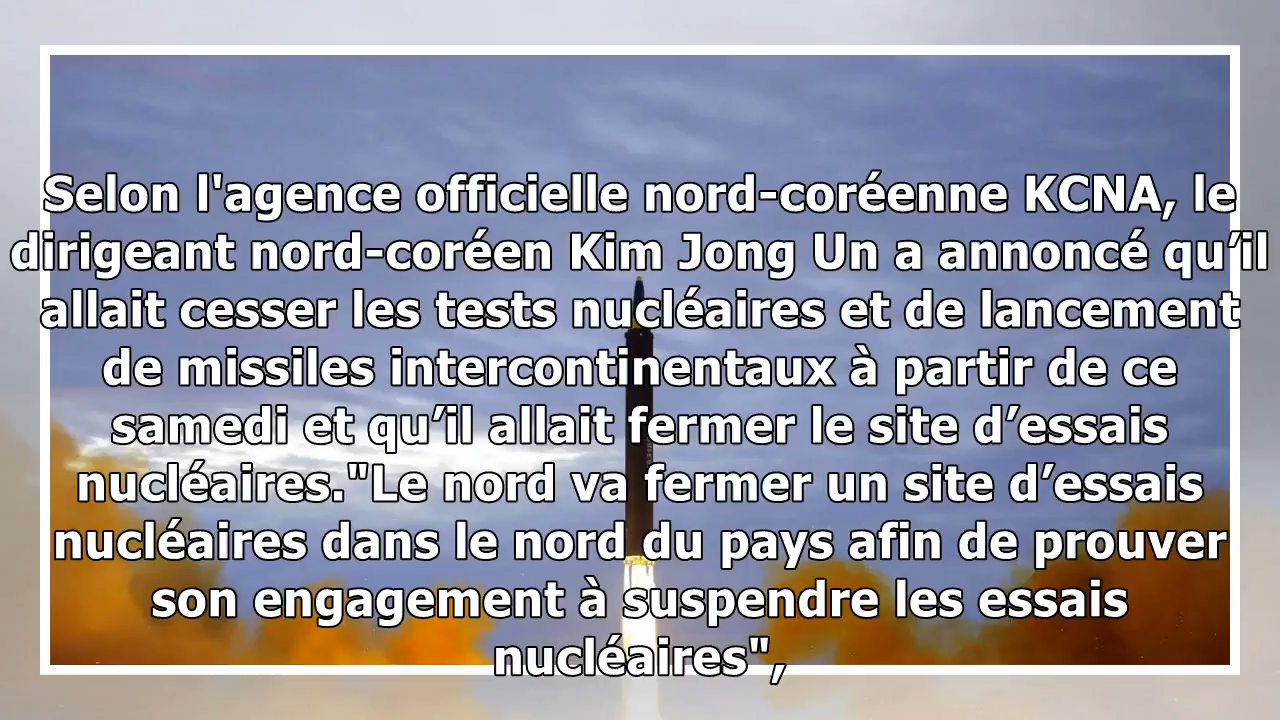 Selon l'agence officielle nord-coréenne KCNA, le
dirigeant nord-coréen Kim Jong Un a annoncé qu’il
allait cesser les tests nucléaires et de lancement
de missiles intercontinentaux à partir de ce
samedi et qu’il allait fermer le site d’essais
nucléaires."Le nord va fermer un site d’essais
nucléaires dans le nord du pays afin de prouver
son engagement à suspendre les essais
nucléaires",